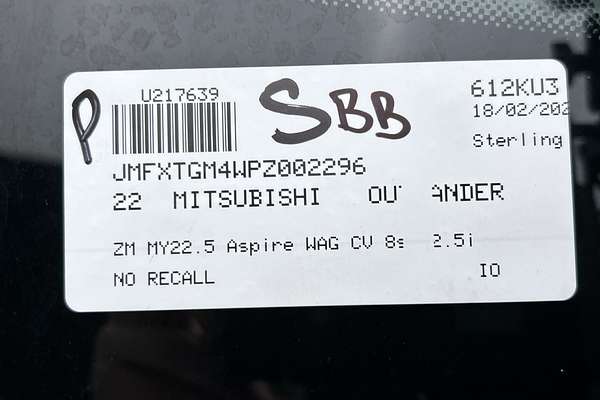 P
U217639
SBB
612KU3
18/02/202
Sterling
JMFXTGM4WPZ002296
22 MITSUBISHI OU ANDER
ZM MY22.5 Aspire WAG CV 8s 2.5i
NO RECALL IO